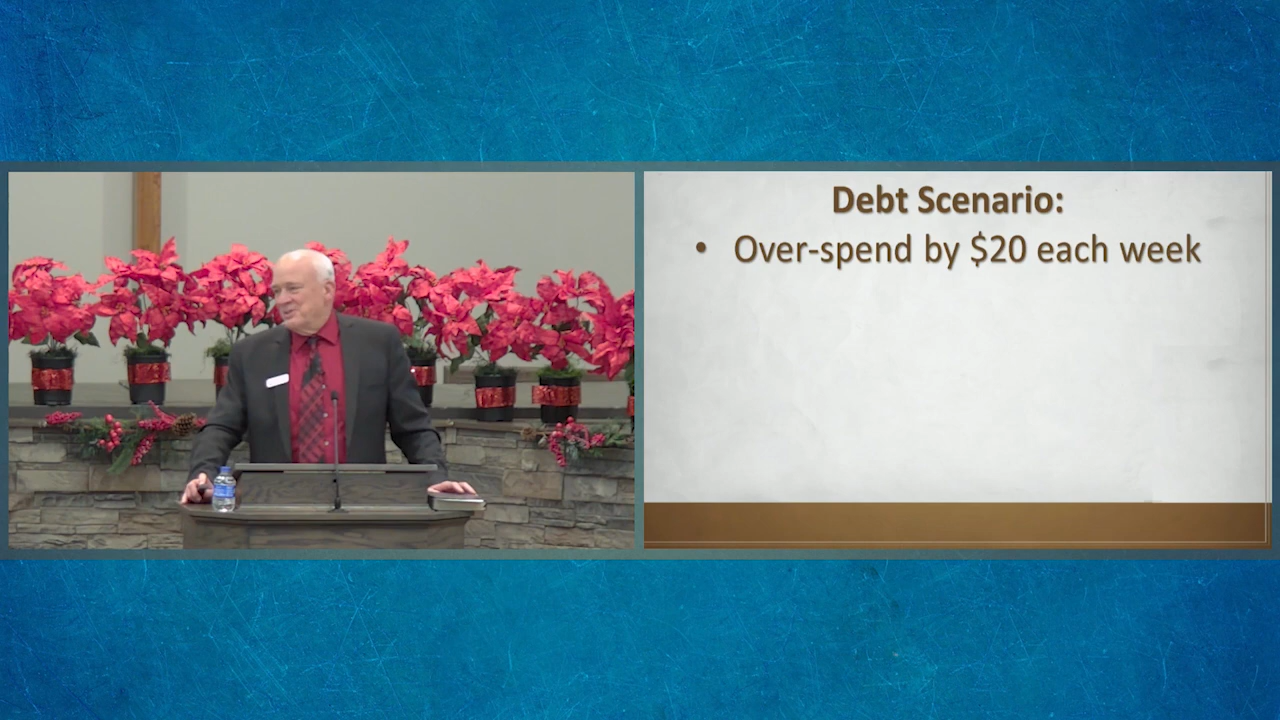 Debt Scenario:
• Over-spend by $20 each week